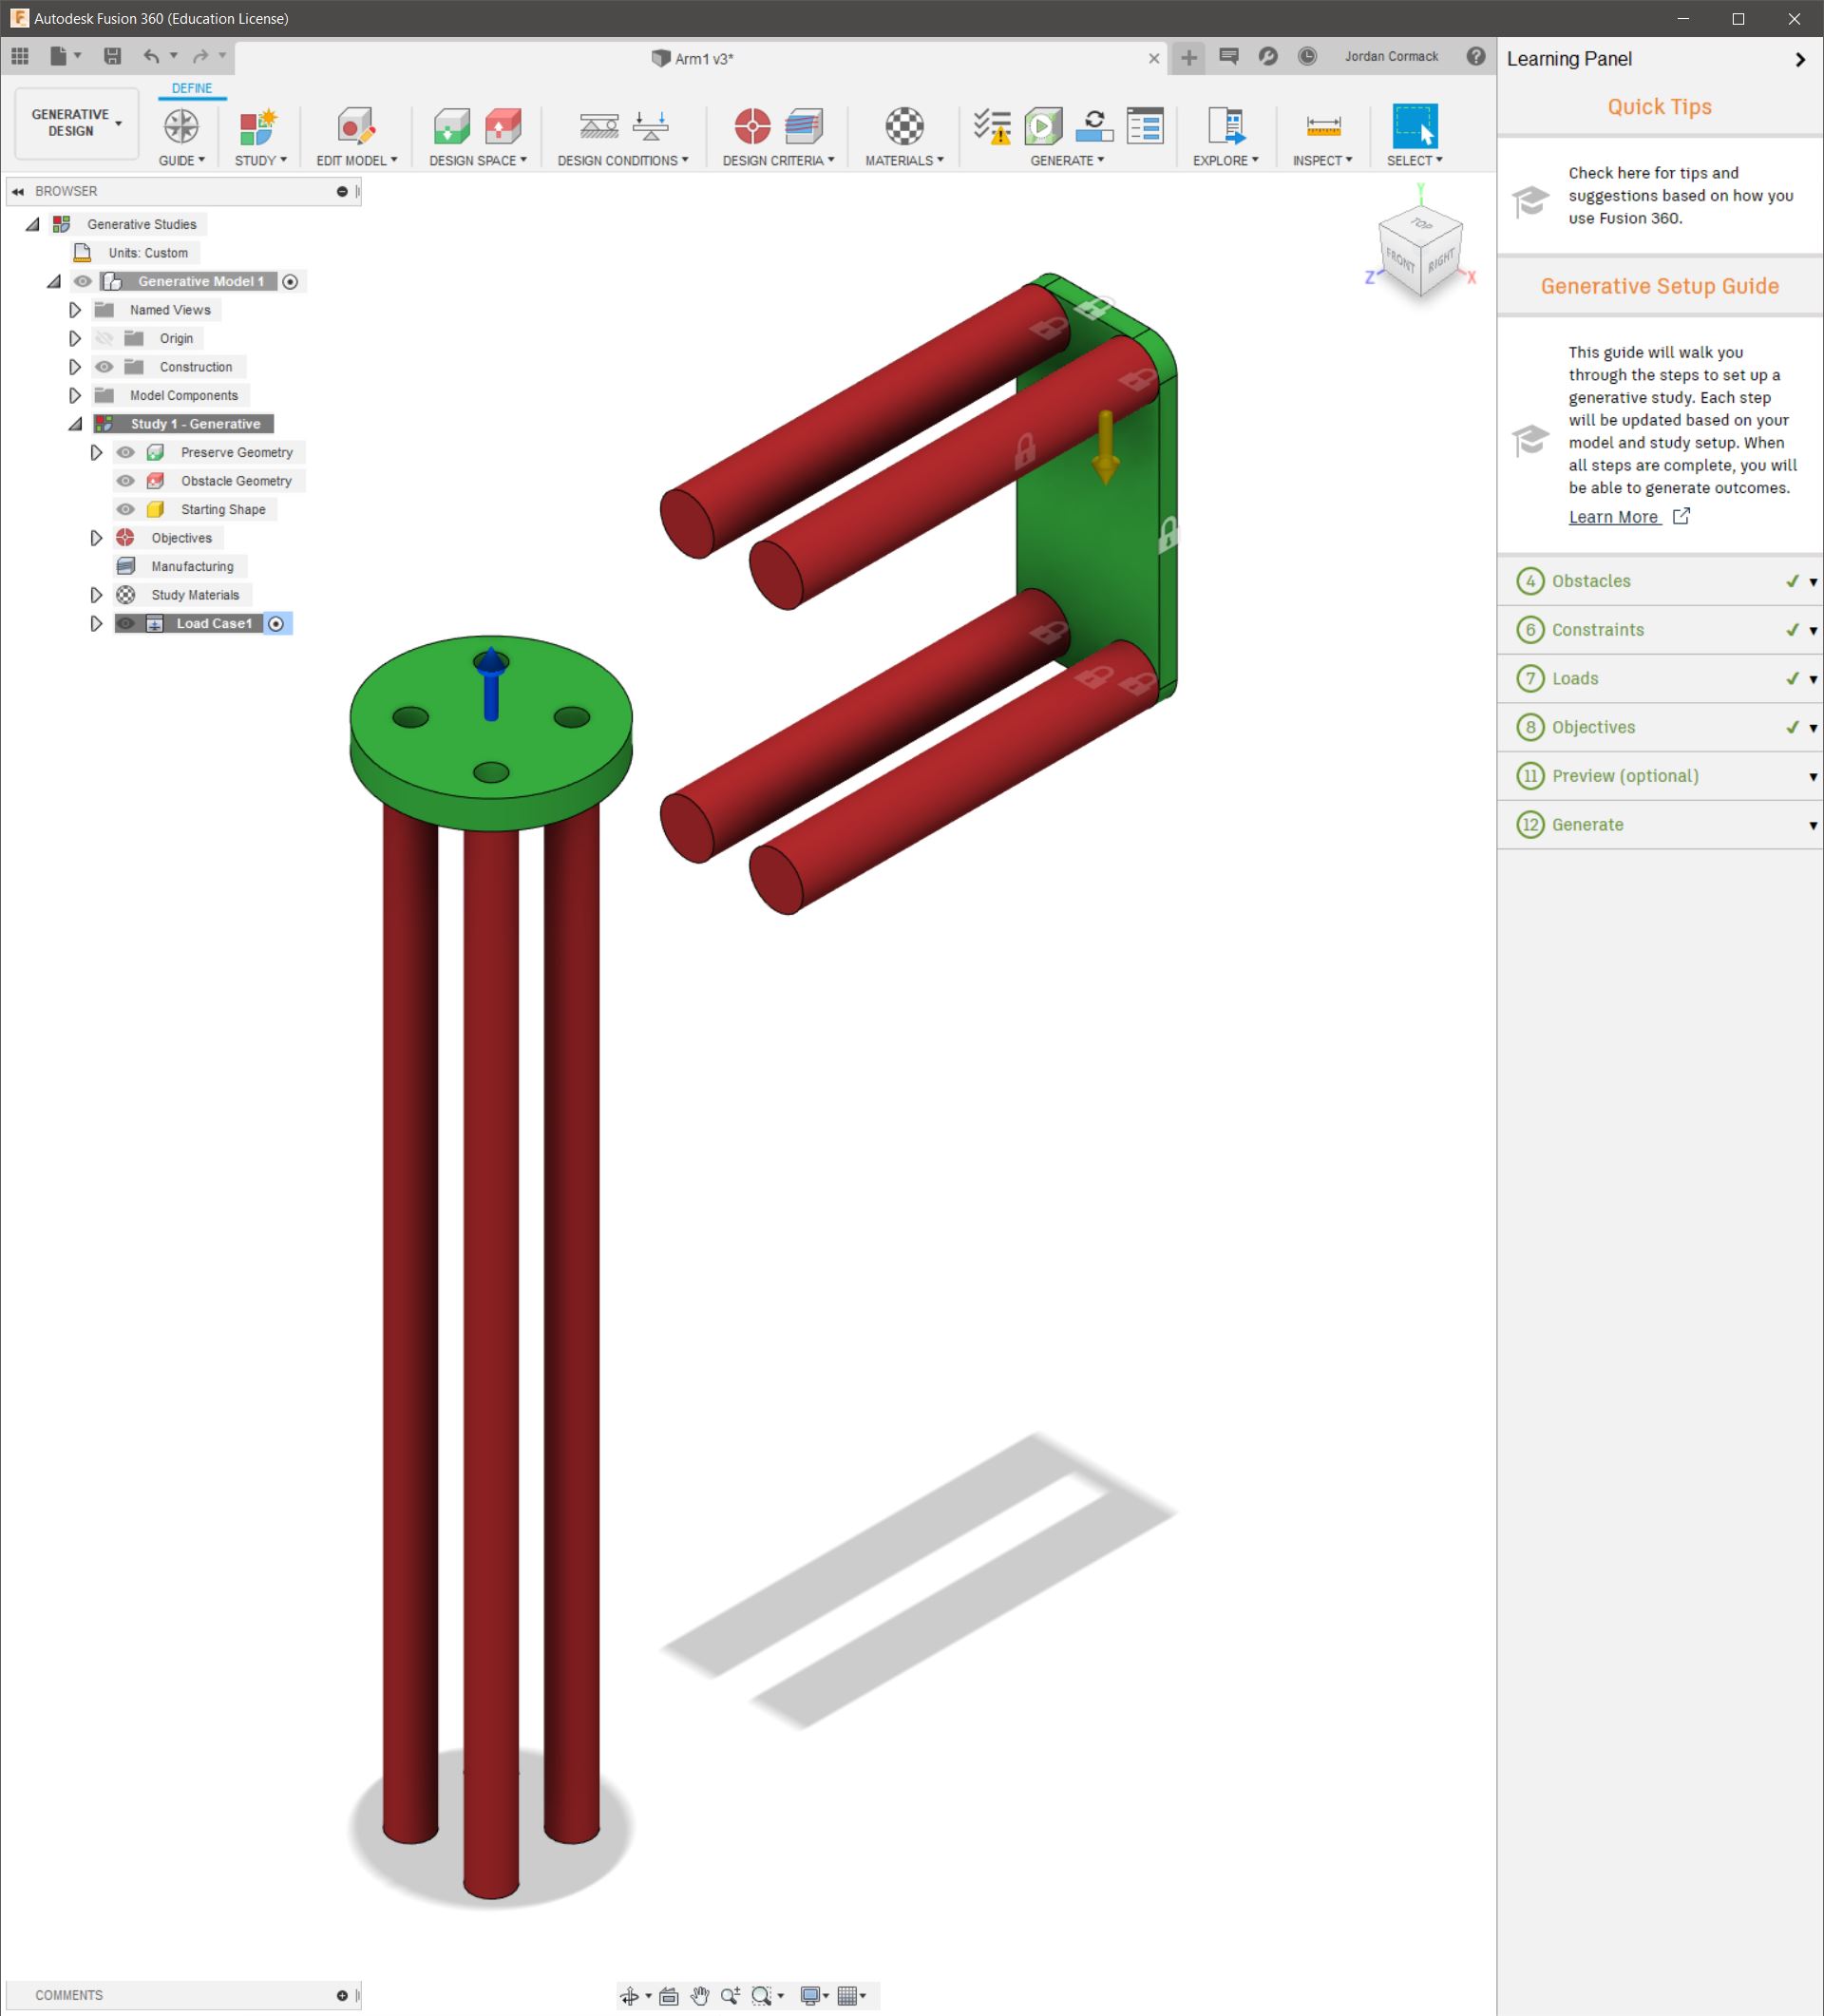 Autodesk Fusion 360 (Education License)
Arm1 v3*
Jordan Cormack
Learning Panel
GENERATIVE
DESIGN
DEFINE
GUIDE
STUDY
EDIT MODEL
DESIGN SPACE
DESIGN CONDITIONS
DESIGN CRITERIA
MATERIALS
GENERATE
EXPLORE
INSPECT
SELECT
BROWSER
Generative Studies
Units: Custom
Generative Model 1
Named Views
Origin
Construction
Model Components
Study 1 - Generative
Preserve Geometry
Obstacle Geometry
Starting Shape
Objectives
Manufacturing
Study Materials
Load Case1
Y
TOP
FRONT
RIGHT
Z
X
Quick Tips
Check here for tips and
suggestions based on how you
use Fusion 360.
Generative Setup Guide
This guide will walk you
through the steps to set up a
generative study. Each step
will be updated based on your
model and study setup. When
all steps are complete, you will
be able to generate outcomes.
Learn More
4 Obstacles
6 Constraints
7 Loads
8 Objectives
11 Preview (optional)
12 Generate
COMMENTS